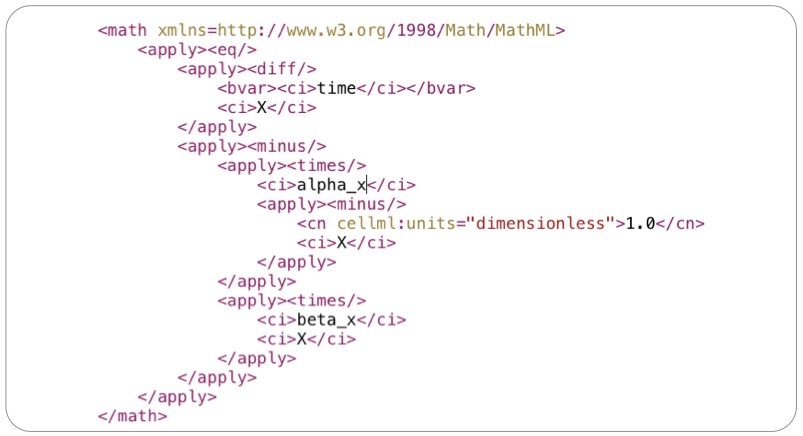 <math xmlns=http://www.w3.org/1998/Math/MathML>
    <apply><eq/>
        <apply><diff/>
            <bvar><ci>time</ci></bvar>
            <ci>X</ci>
        </apply>
        <apply><minus/>
            <apply><times/>
                <ci>alpha_x</ci>
                <apply><minus/>
                    <cn cellml:units="dimensionless">1.0</cn>
                    <ci>X</ci>
                </apply>
            </apply>
            <apply><times/>
                <ci>beta_x</ci>
                <ci>X</ci>
            </apply>
        </apply>
    </apply>
</math>